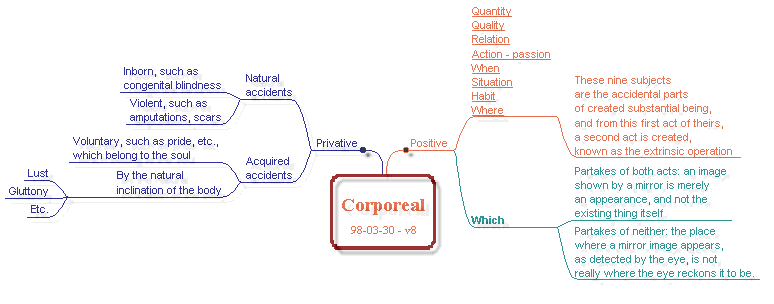 Quantity
Quality
Relation
Action - passion
When
Situation
Habit
Where
Inborn, such as
congenital blindness
Natural
accidents
Violent, such as
amputations, scars
These nine subjects
are the accidental parts
of created substantial being,
and from this first act of theirs,
a second act is created,
known as the extrinsic operation
Voluntary, such as pride, etc.,
which belong to the soul
Privative
Positive
Acquired
accidents
By the natural
inclination of the body
Lust
Gluttony
Etc.
Corporeal
98-03-30 - v8
Which
Partakes of both acts: an image
shown by a mirror is merely
an appearance, and not the
existing thing itself
Partakes of neither: the place
where a mirror image appears,
as detected by the eye, is not
really where the eye reckons it to be.